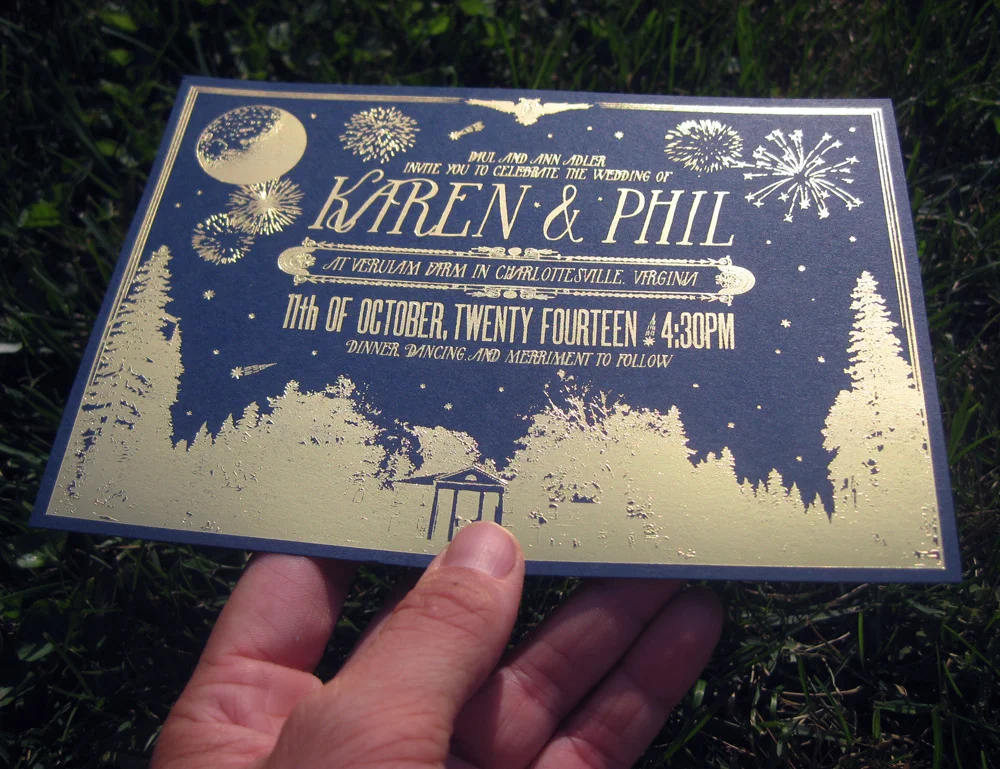 PAUL AND ANN ADLER
INVITE YOU TO CELEBRATE THE WEDDING OF
KAREN & PHIL
AT VERULAM FARM IN CHARLOTTESVILLE, VIRGINIA
11th OF OCTOBER, TWENTY FOURTEEN 4:30PM
DINNER, DANCING, AND MERRIMENT TO FOLLOW